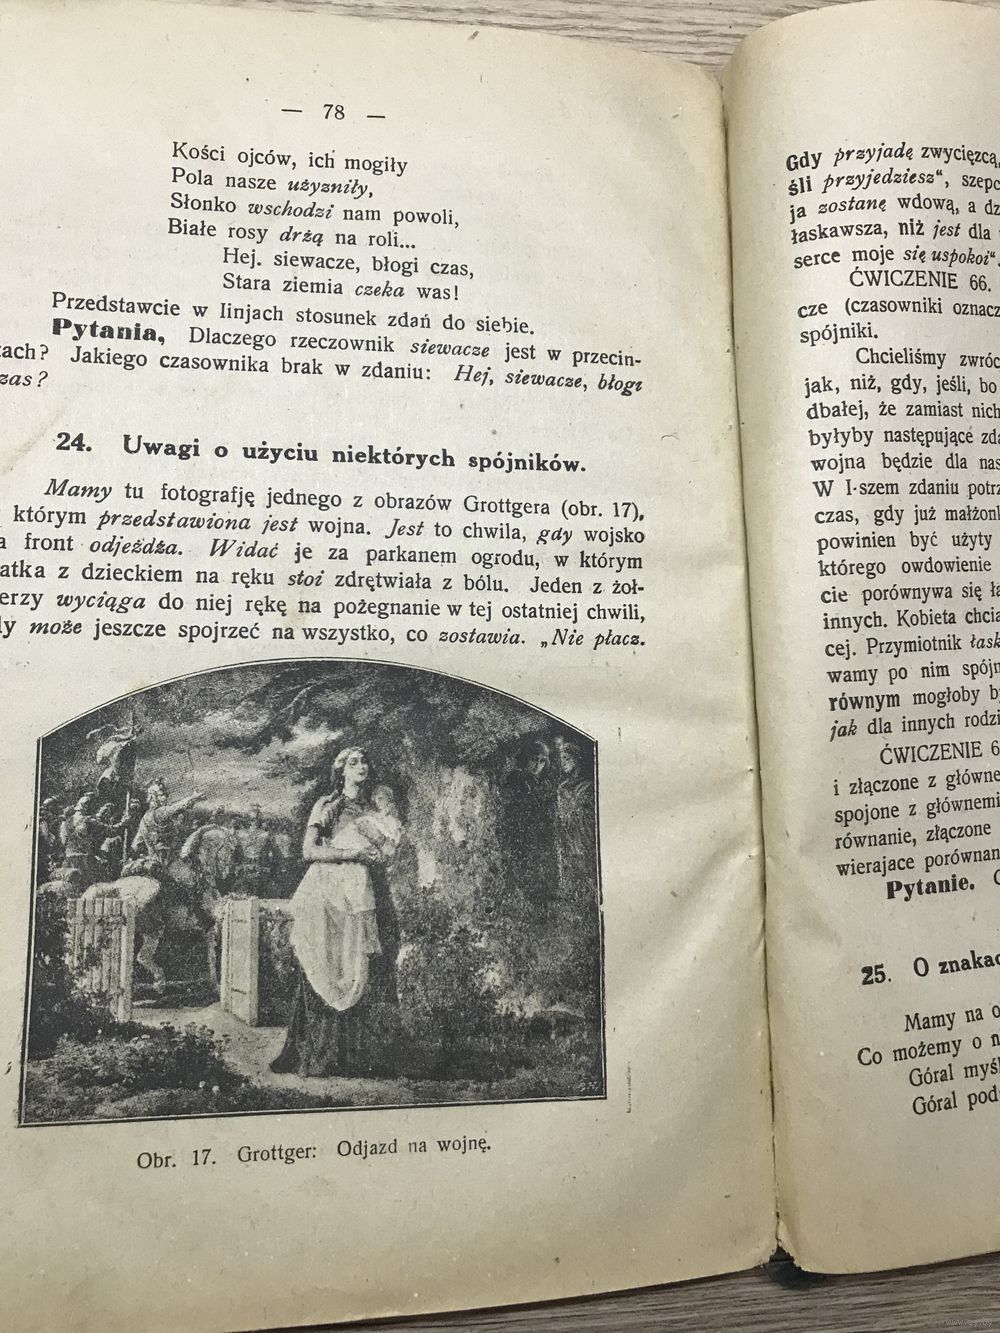 — 78 —
Kości ojców, ich mogiły
Pola nasze użyzniły,
Słonko wschodzi nam powoli,
Białe rosy drżą na roli...
Hej. siewacze, błogi czas,
Stara ziemia czeka was!
Przedstawcie w linjach stosunek zdań do siebie.
Pytania, Dlaczego rzeczownik siewacze jest w przecin-
kach? Jakiego czasownika brak w zdaniu: Hej, siewacze, błogi
czas?
24. Uwagi o użyciu niektórych spójników.
Mamy tu fotografję jednego z obrazów Grottgera (obr. 17),
którym przedstawiona jest wojna. Jest to chwila, gdy wojsko
a front odjeżdża. Widać je za parkanem ogrodu, w którym
atka z dzieckiem na ręku stoi zdrętwiała z bólu. Jeden z żoł-
erzy wyciąga do niej rękę na pożegnanie w tej ostatniej chwili,
dy może jeszcze spojrzeć na wszystko, co zostawia. „Nie płacz.
Obr. 17. Grottger: Odjazd na wojnę.
Gdy przyjadę zwycięzcą,
śli przyjedziesz“, szepc
ja zostanę wdową, a dz
łaskawsza, niż jest dla
serce moje się uspokoi“.
ĆWICZENIE 66.
cze (czasowniki oznacz
spójniki.
Chcieliśmy zwróc
jak, niż, gdy, jeśli, bo
dbałej, że zamiast nich
byłyby następujące zda
wojna będzie dla nas
W I-szem zdaniu potrz
czas, gdy już małżonk
powinien być użyty
którego owdowienie
cie porównywa się ła
innych. Kobieta chcia
cej. Przymiotnik łask
wamy po nim spójn
równym mogłoby b
jak dla innych rodzi
ĆWICZENIE 6
i złączone z główne
spojone z głównemi
równanie, złączone
wierajace porównan
Pytanie.
25. O znakac
Mamy na o
Co możemy o n
Góral myśl
Góral pod